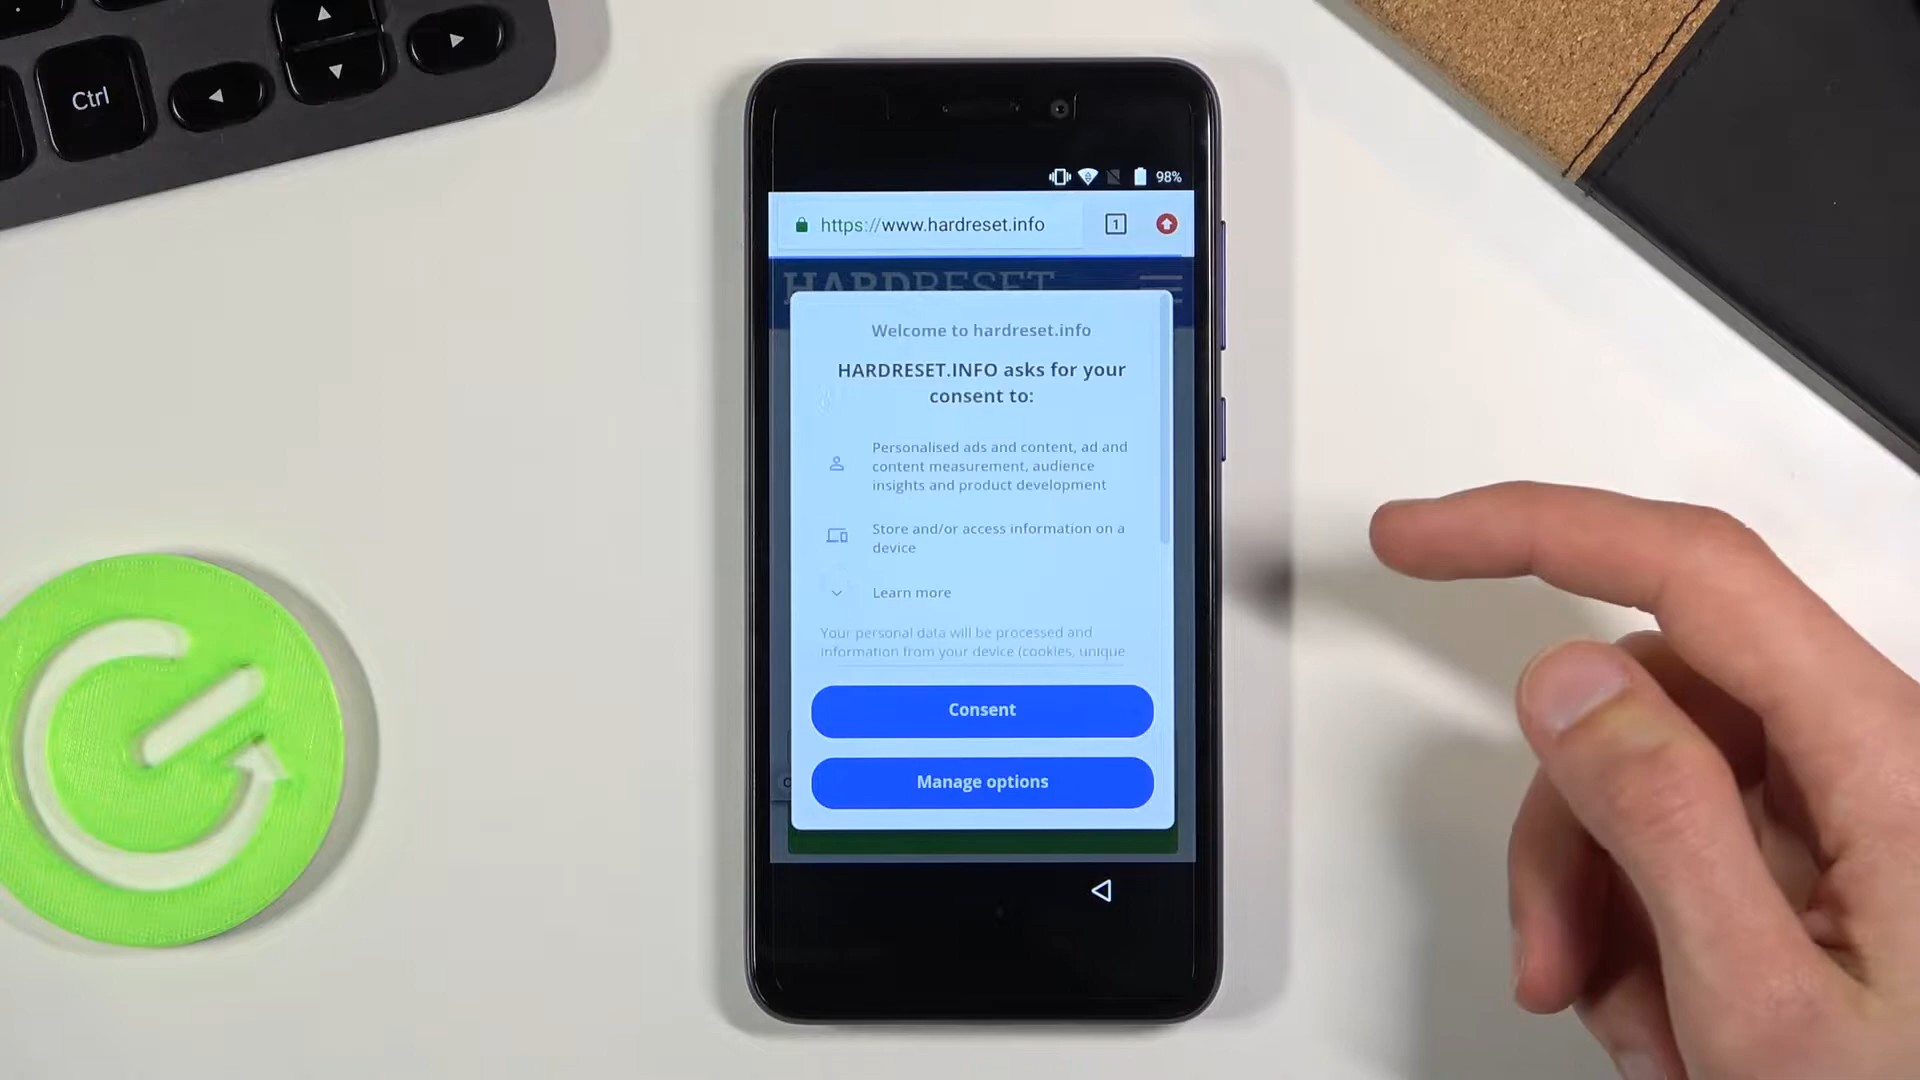 Ctrl
98%
https://www.hardreset.info
1
HARDRESET
Welcome to hardreset.info
HARDRESET.INFO asks for your
consent to:
Personalised ads and content, ad and
content measurement, audience
insights and product development
Store and/or access information on a
device
Learn more
Your personal data will be processed and
information from your device (cookies, unique
Consent
Manage options